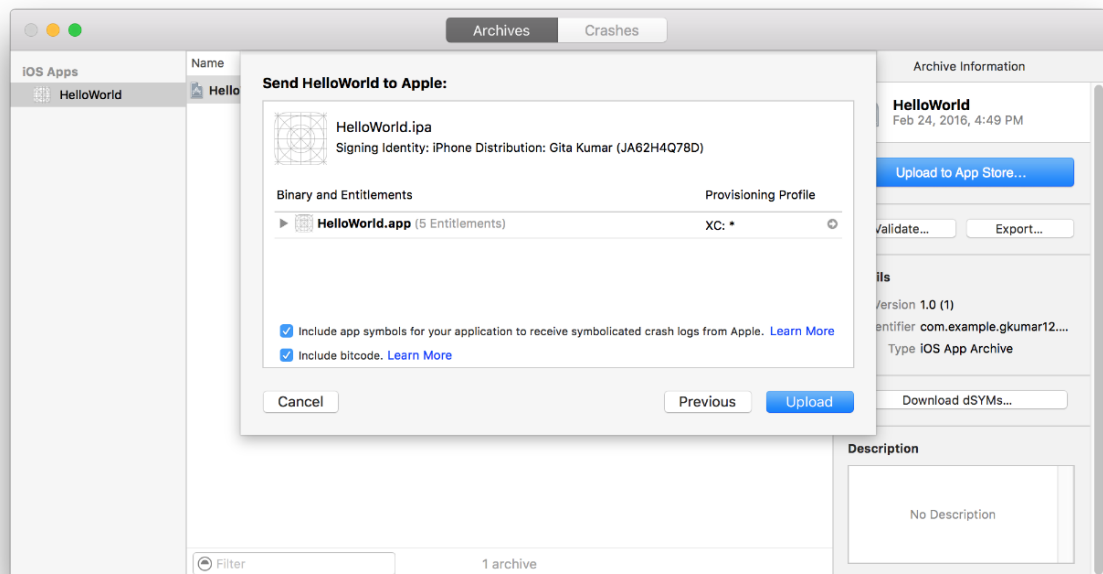 Archives
Crashes
iOS Apps
HelloWorld
Name
Hello
Send HelloWorld to Apple:
HelloWorld.ipa
Signing Identity: iPhone Distribution: Gita Kumar (JA62H4Q78D)
Binary and Entitlements
Provisioning Profile
HelloWorld.app (5 Entitlements)
XC: *
Include app symbols for your application to receive symbolicated crash logs from Apple. Learn More
Include bitcode. Learn More
Cancel
Previous
Upload
Filter
1 archive
Archive Information
HelloWorld
Feb 24, 2016, 4:49 PM
Upload to App Store...
Validate...
Export...
ils
Version 1.0 (1)
entifier com.example.gkumar12....
Type iOS App Archive
Download dSYMs...
Description
No Description